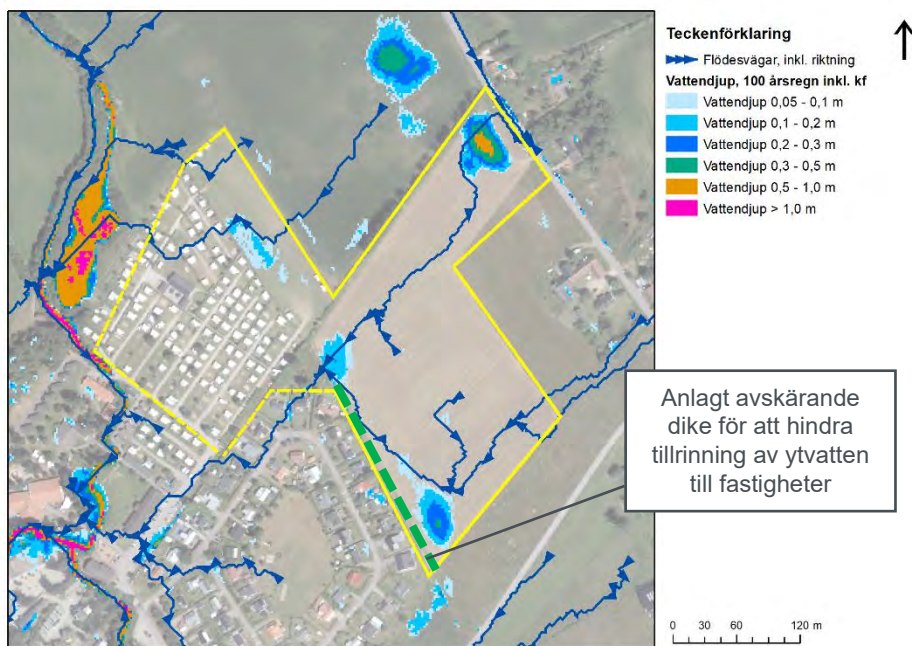 Teckenförklaring
Flödesvägar, inkl. riktning
Vattendjup, 100 årsregn inkl. kf
Vattendjup 0,05 - 0,1 m
Vattendjup 0,1 - 0,2 m
Vattendjup 0,2 - 0,3 m
Vattendjup 0,3 - 0,5 m
Vattendjup 0,5 - 1,0 m
Vattendjup > 1,0 m
Anlagt avskärande
dike för att hindra
tillrinning av ytvatten
till fastigheter
0 30 60 120 m